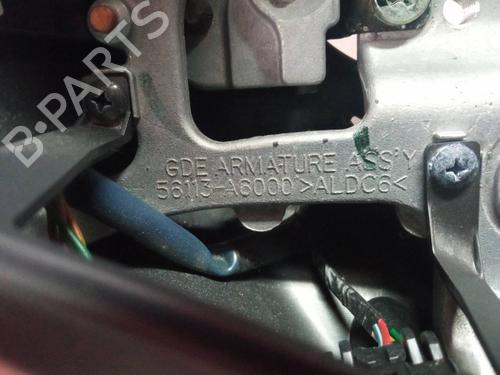 B-PARTS
GDE ARMATURE ASS'Y
56113-A6000 >ALDC6<